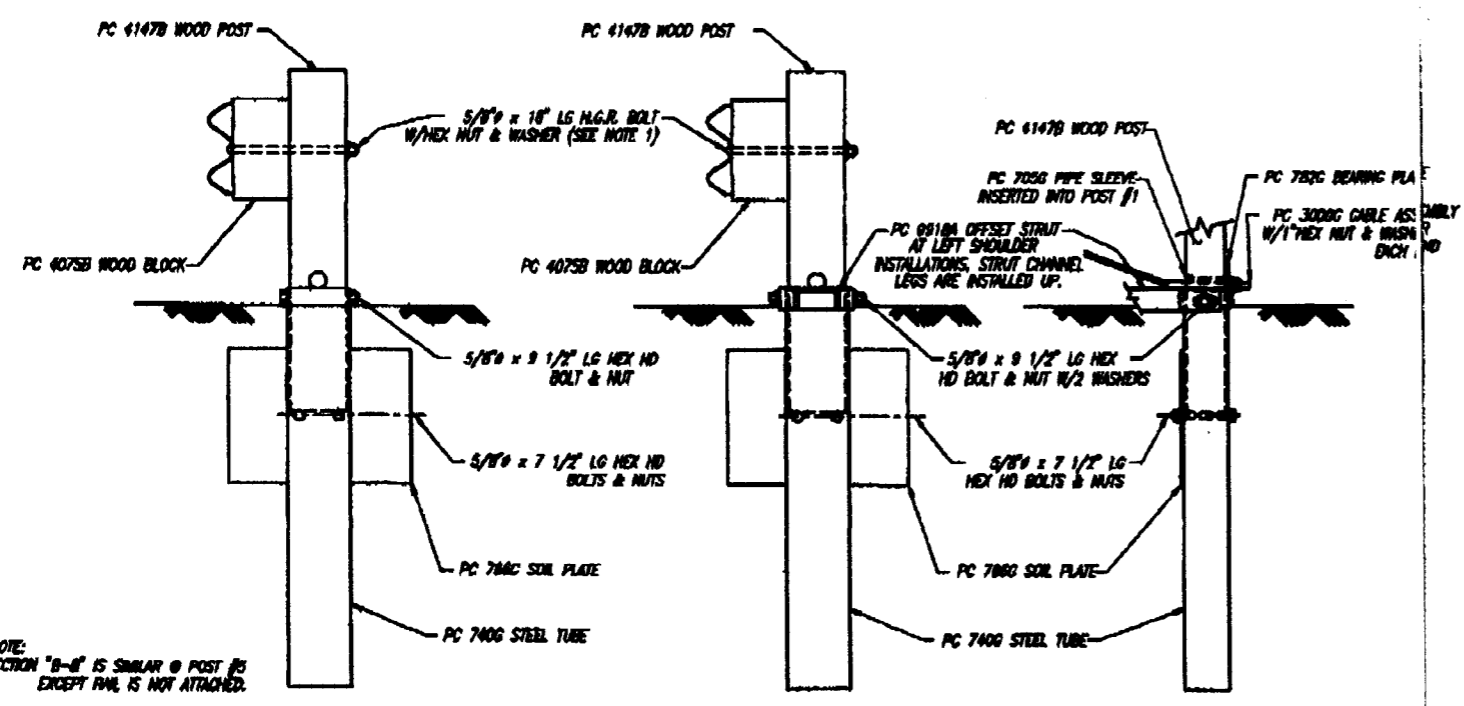 PC 4147B WOOD POST
PC 4147B WOOD POST
5/8"ø x 18" LG H.G.R. BOLT
W/HEX NUT & WASHER (SEE NOTE 1)
PC 4147B WOOD POST
PC 705G PIPE SLEEVE
INSERTED INTO POST #1
PC 782G BEARING PLA E
PC 9918A OFFSET STRUT
AT LEFT SHOULDER
INSTALLATIONS, STRUT CHANNEL
LEGS ARE INSTALLED UP.
PC 3000G CABLE ASS MBLY
W/1" HEX NUT & WASH R
EACH ND
PC 4075B WOOD BLOCK
PC 4075B WOOD BLOCK
5/8"ø x 9 1/2" LG HEX HD
BOLT & NUT
5/8"ø x 9 1/2" LG HEX
HD BOLT & NUT W/2 WASHERS
5/8"ø x 7 1/2" LG HEX HD
BOLTS & NUTS
5/8"ø x 7 1/2" LG
HEX HD BOLTS & NUTS
PC 766G SOIL PLATE
PC 766G SOIL PLATE
PC 740G STEEL TUBE
PC 740G STEEL TUBE
OTE:
ECTION "B-B" IS SIMILAR @ POST #5
EXCEPT RAIL IS NOT ATTACHED.